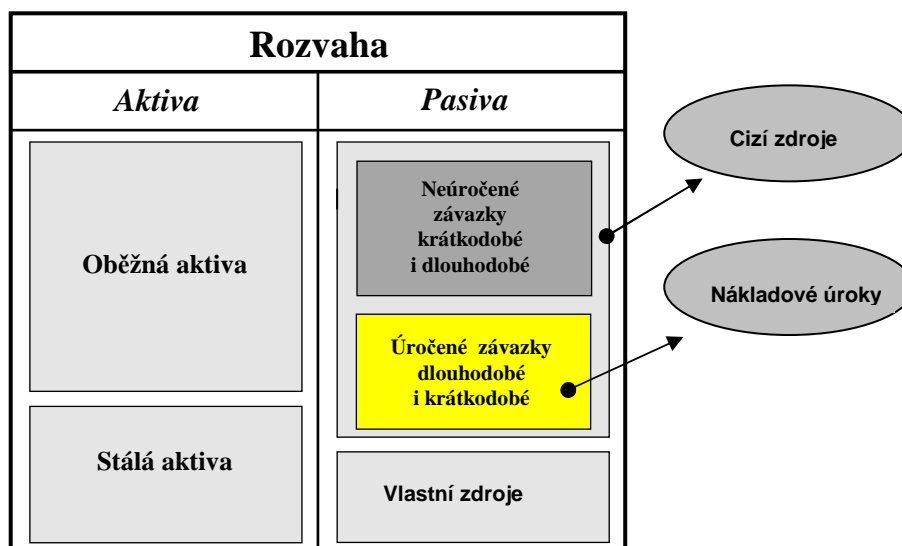 Rozvaha
Aktiva
Pasiva
Oběžná aktiva
Stálá aktiva
Neúročené
závazky
krátkodobé
i dlouhodobé
Úročené závazky
dlouhodobé
i krátkodobé
Vlastní zdroje
Cizí zdroje
Nákladové úroky